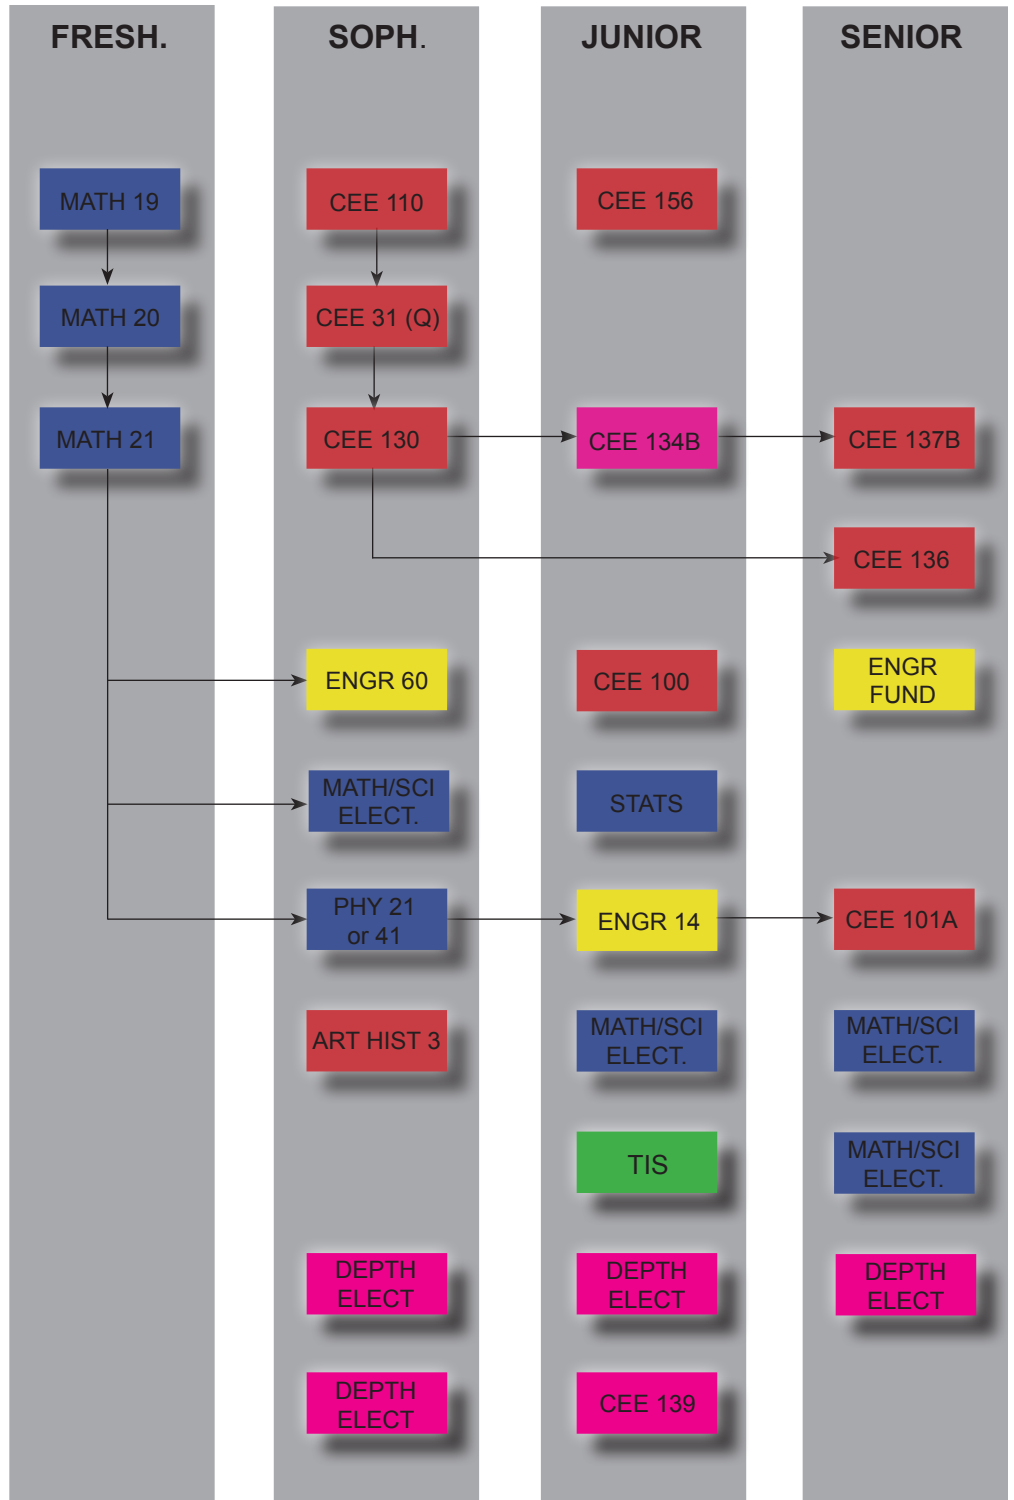 FRESH.
SOPH.
JUNIOR
SENIOR
MATH 19
CEE 110
CEE 156
MATH 20
CEE 31 (Q)
MATH 21
CEE 130
CEE 134B
CEE 137B
CEE 136
ENGR 60
CEE 100
ENGR
FUND
MATH/SCI
ELECT.
STATS
PHY 21
or 41
ENGR 14
CEE 101A
ART HIST 3
MATH/SCI
ELECT.
MATH/SCI
ELECT.
TIS
MATH/SCI
ELECT.
DEPTH
ELECT
DEPTH
ELECT
DEPTH
ELECT
DEPTH
ELECT
CEE 139